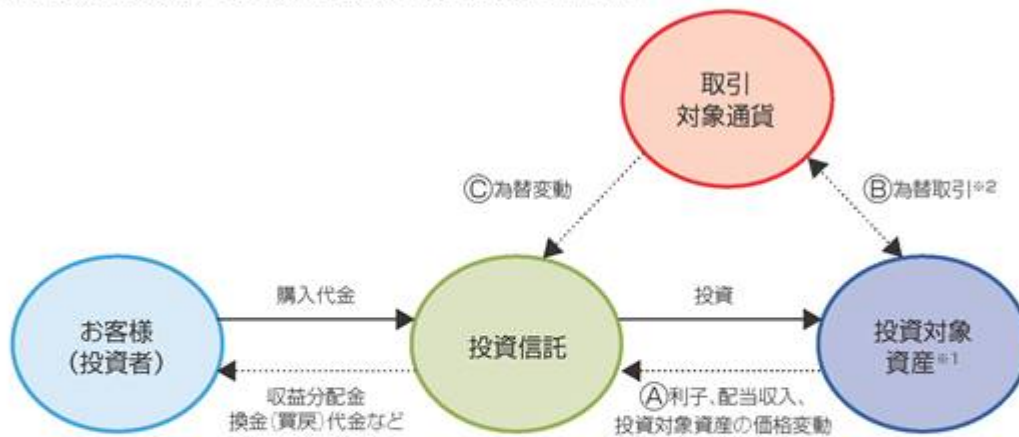 取引
対象通貨
Ⓒ為替変動
Ⓑ為替取引※2
購入代金
投資
お客様
(投資者)
投資信託
投資対象
資産※1
収益分配金
換金(買戻)代金など
Ⓐ利子、配当収入、
投資対象資産の価格変動